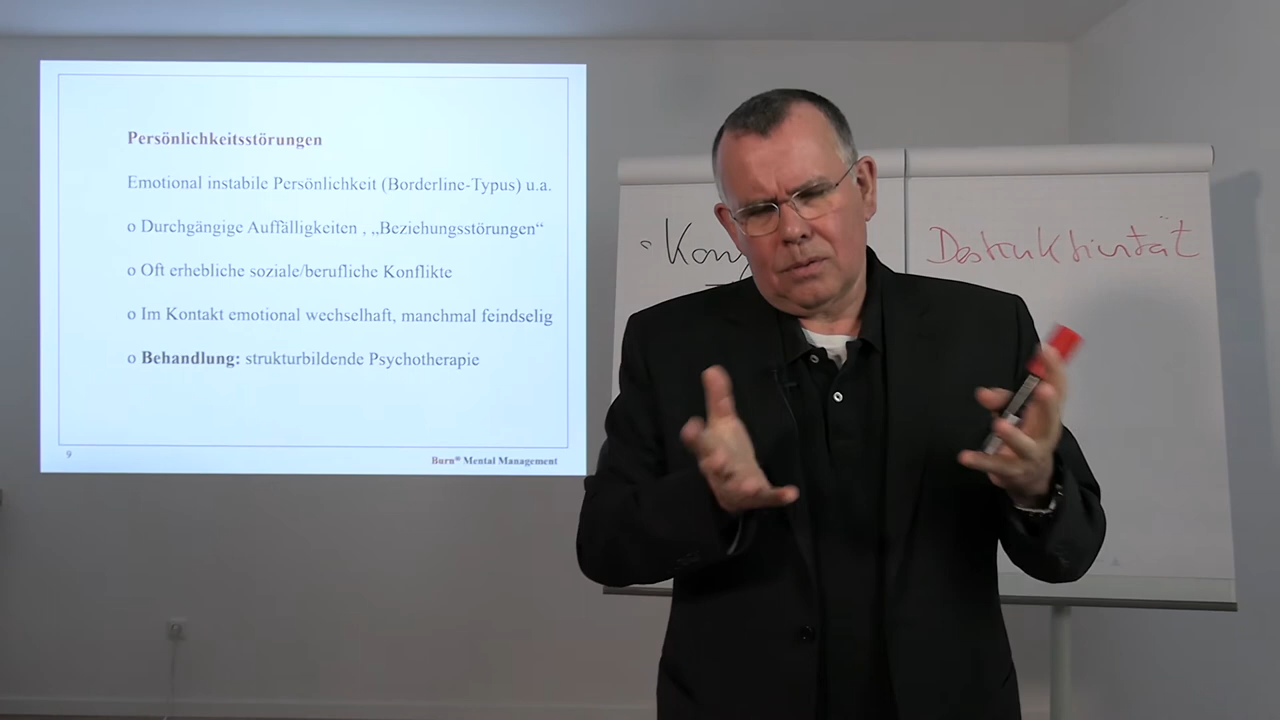 Persönlichkeitsstörungen
Emotional instabile Persönlichkeit (Borderline-Typus) u.a.
o Durchgängige Auffälligkeiten , „Beziehungsstörungen“
o Oft erhebliche soziale/berufliche Konflikte
o Im Kontakt emotional wechselhaft, manchmal feindselig
o Behandlung: strukturbildende Psychotherapie
9
Burn® Mental Management
Destruktivität